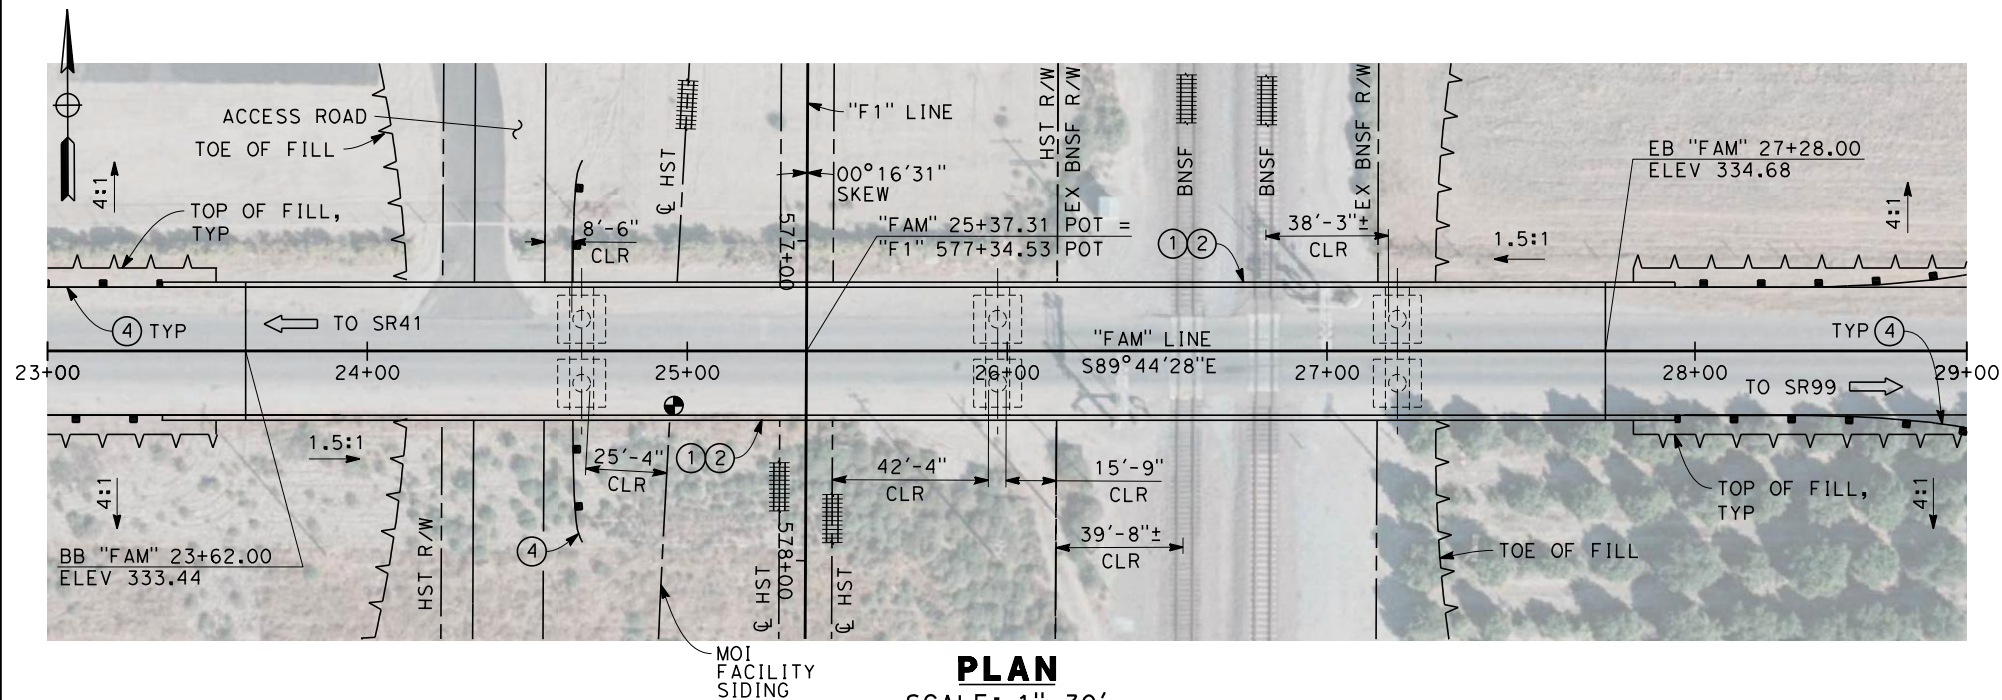 ACCESS ROAD
TOE OF FILL
4:1
TOP OF FILL,
TYP
℄ HST
8'-6"
CLR
577+00
"F1" LINE
00°16'31"
SKEW
"FAM" 25+37.31 POT =
"F1" 577+34.53 POT
HST R/W
EX BNSF R/W
BNSF
BNSF
EX BNSF R/W
1 2
38'-3"±
CLR
1.5:1
EB "FAM" 27+28.00
ELEV 334.68
4:1
4 TYP
TO SR41
"FAM" LINE
S89°44'28"E
TYP 4
23+00
24+00
25+00
26+00
27+00
28+00
29+00
TO SR99
1.5:1
4:1
25'-4"
CLR
1 2
42'-4"
CLR
15'-9"
CLR
39'-8"±
CLR
TOP OF FILL,
TYP
4:1
BB "FAM" 23+62.00
ELEV 333.44
HST R/W
4
578+00
℄ HST
℄ HST
TOE OF FILL
MOI
FACILITY
SIDING
PLAN